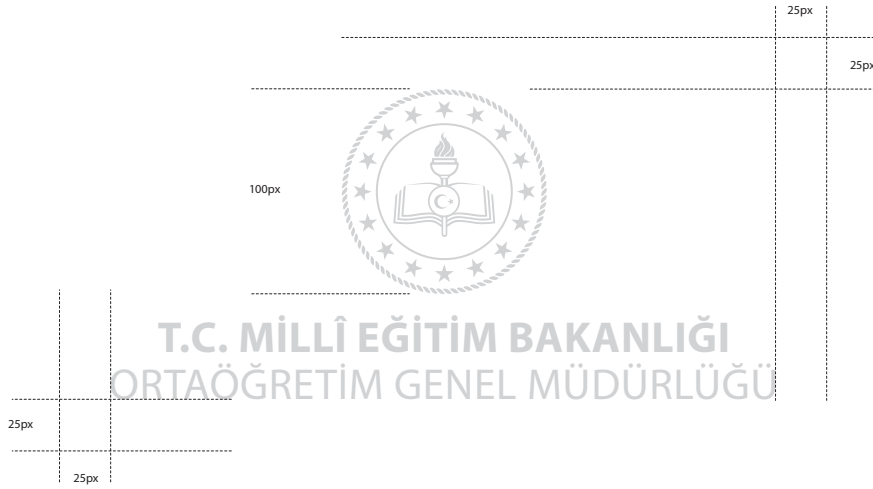 25px
25px
100px
T.C. MİLLÎ EĞİTİM BAKANLIĞI
ORTAÖĞRETİM GENEL MÜDÜRLÜĞÜ
25px
25px